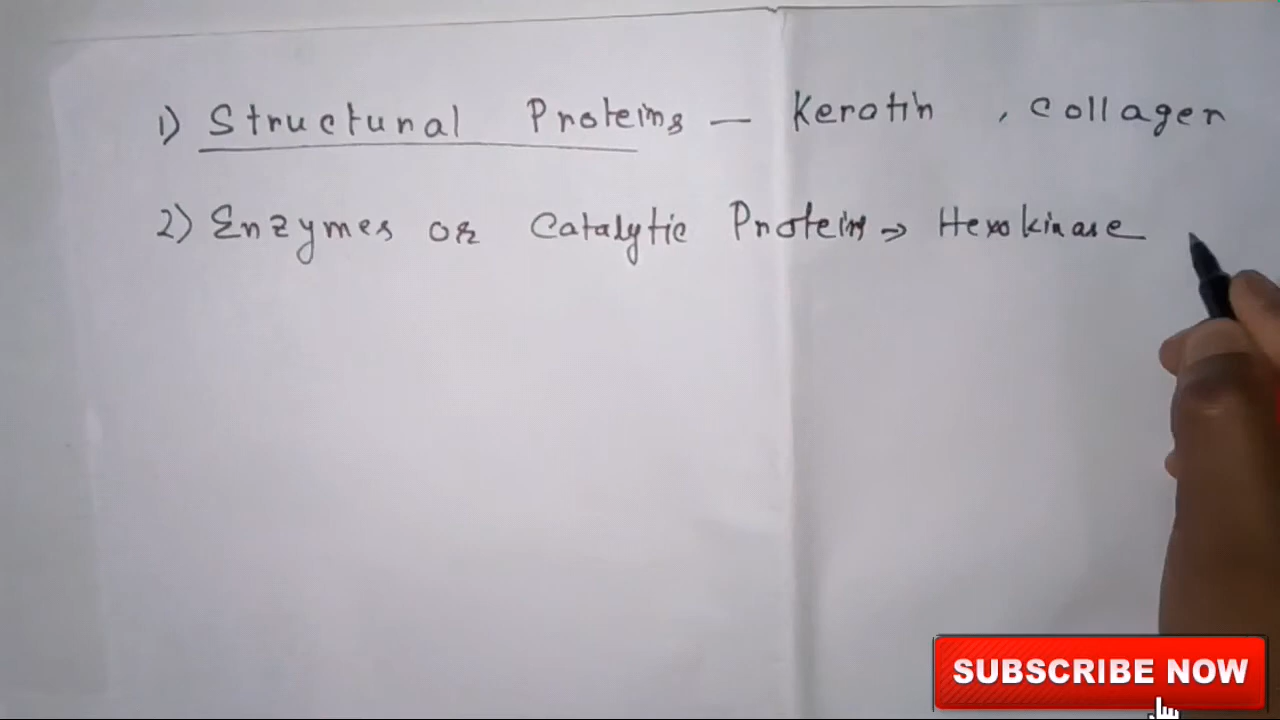 1) Structural Proteins — Keratin , Collagen
2) Enzymes or Catalytic Proteins → Hexokinase
SUBSCRIBE NOW